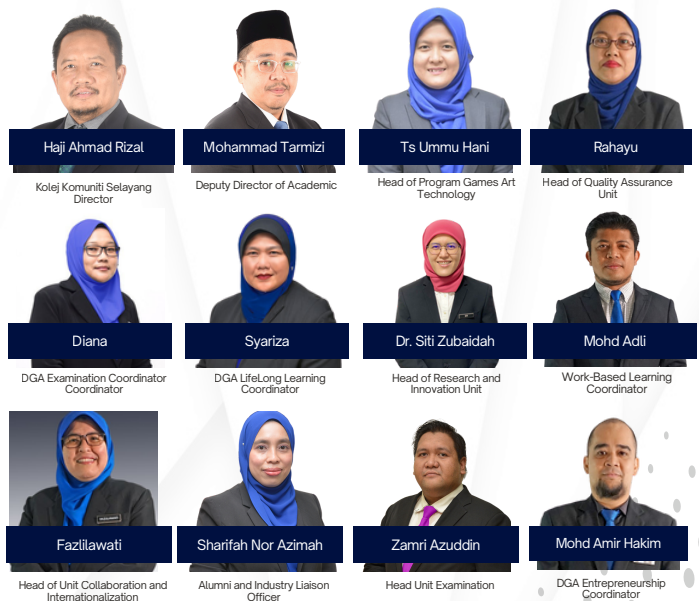 Haji Ahmad Rizal
Kolej Komuniti Selayang
Director
Mohammad Tarmizi
Deputy Director of Academic
Ts Ummu Hani
Head of Program Games Art
Technology
Rahayu
Head of Quality Assurance
Unit
Diana
DGA Examination Coordinator
Coordinator
Syariza
DGA LifeLong Learning
Coordinator
Dr. Siti Zubaidah
Head of Research and
Innovation Unit
Mohd Adli
Work-Based Learning
Coordinator
Fazlilawati
Head of Unit Collaboration and
Internationalization
Sharifah Nor Azimah
Alumni and Industry Liaison
Officer
Zamri Azuddin
Head Unit Examination
Mohd Amir Hakim
DGA Entrepreneurship
Coordinator